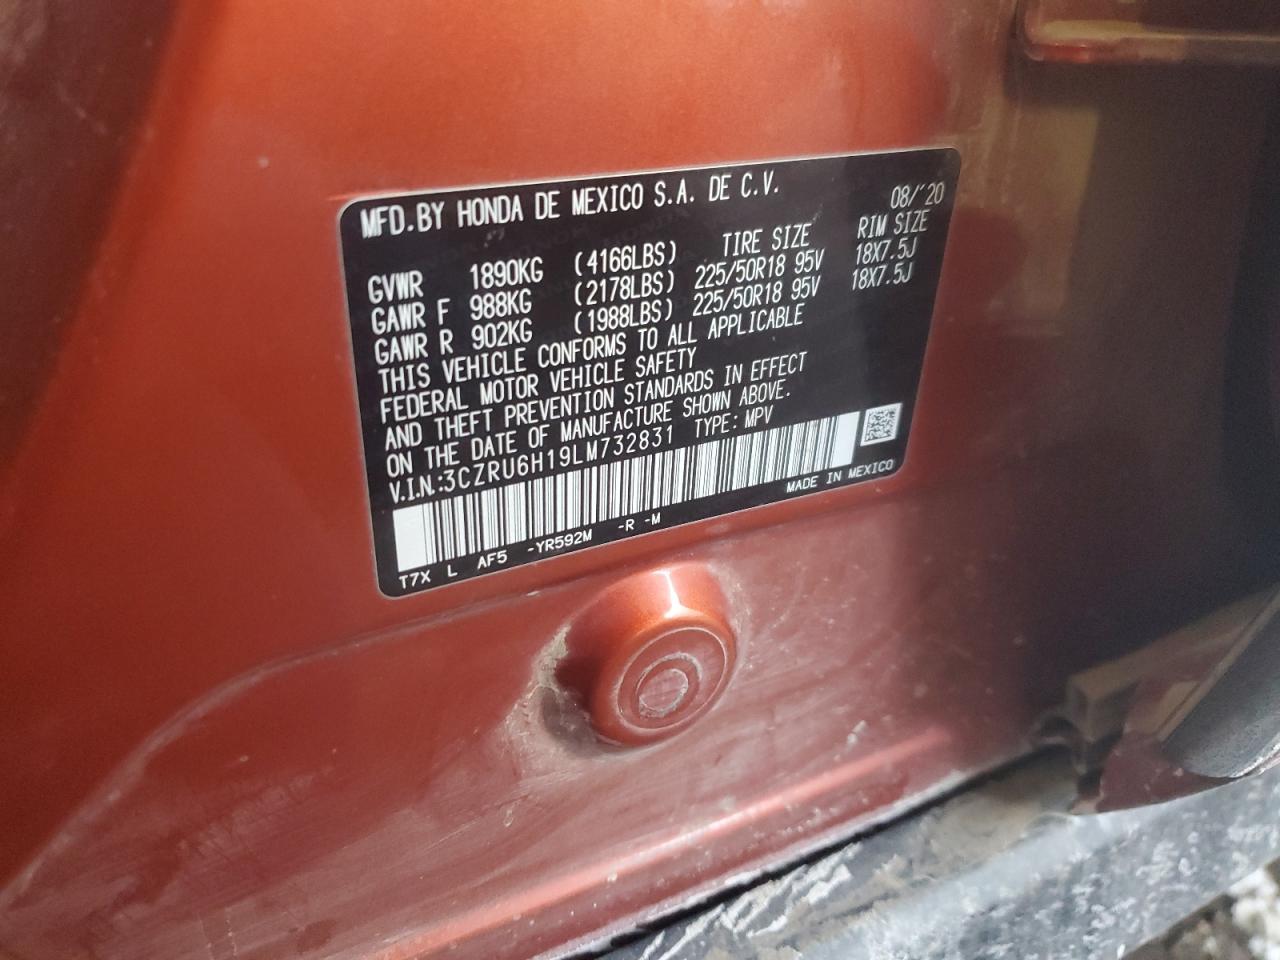 MFD.BY HONDA DE MEXICO S.A. DE C.V. 08/'20
TIRE SIZE RIM SIZE
GVWR 1890KG (4166LBS)
GAWR F 988KG (2178LBS) 225/50R18 95V 18X7.5J
GAWR R 902KG (1988LBS) 225/50R18 95V 18X7.5J
THIS VEHICLE CONFORMS TO ALL APPLICABLE
FEDERAL MOTOR VEHICLE SAFETY
AND THEFT PREVENTION STANDARDS IN EFFECT
ON THE DATE OF MANUFACTURE SHOWN ABOVE.
V.I.N.:3CZRU6H19LM732831 TYPE: MPV
MADE IN MEXICO
T7X L AF5 -YR592M -R -M